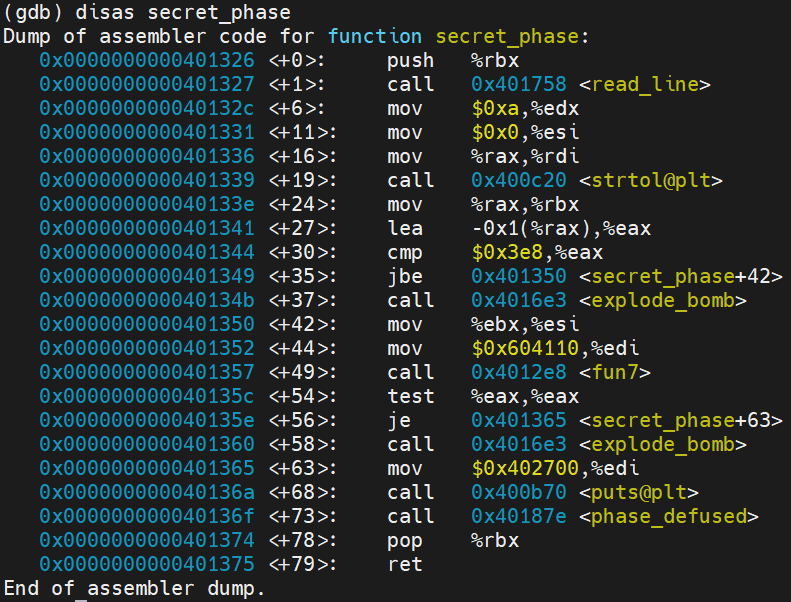 (gdb) disas secret_phase
Dump of assembler code for function secret_phase:
   0x0000000000401326 <+0>:     push   %rbx
   0x0000000000401327 <+1>:     call   0x401758 <read_line>
   0x000000000040132c <+6>:     mov    $0xa,%edx
   0x0000000000401331 <+11>:    mov    $0x0,%esi
   0x0000000000401336 <+16>:    mov    %rax,%rdi
   0x0000000000401339 <+19>:    call   0x400c20 <strtol@plt>
   0x000000000040133e <+24>:    mov    %rax,%rbx
   0x0000000000401341 <+27>:    lea    -0x1(%rax),%eax
   0x0000000000401344 <+30>:    cmp    $0x3e8,%eax
   0x0000000000401349 <+35>:    jbe    0x401350 <secret_phase+42>
   0x000000000040134b <+37>:    call   0x4016e3 <explode_bomb>
   0x0000000000401350 <+42>:    mov    %ebx,%esi
   0x0000000000401352 <+44>:    mov    $0x604110,%edi
   0x0000000000401357 <+49>:    call   0x4012e8 <fun7>
   0x000000000040135c <+54>:    test   %eax,%eax
   0x000000000040135e <+56>:    je     0x401365 <secret_phase+63>
   0x0000000000401360 <+58>:    call   0x4016e3 <explode_bomb>
   0x0000000000401365 <+63>:    mov    $0x402700,%edi
   0x000000000040136a <+68>:    call   0x400b70 <puts@plt>
   0x000000000040136f <+73>:    call   0x40187e <phase_defused>
   0x0000000000401374 <+78>:    pop    %rbx
   0x0000000000401375 <+79>:    ret
End of assembler dump.